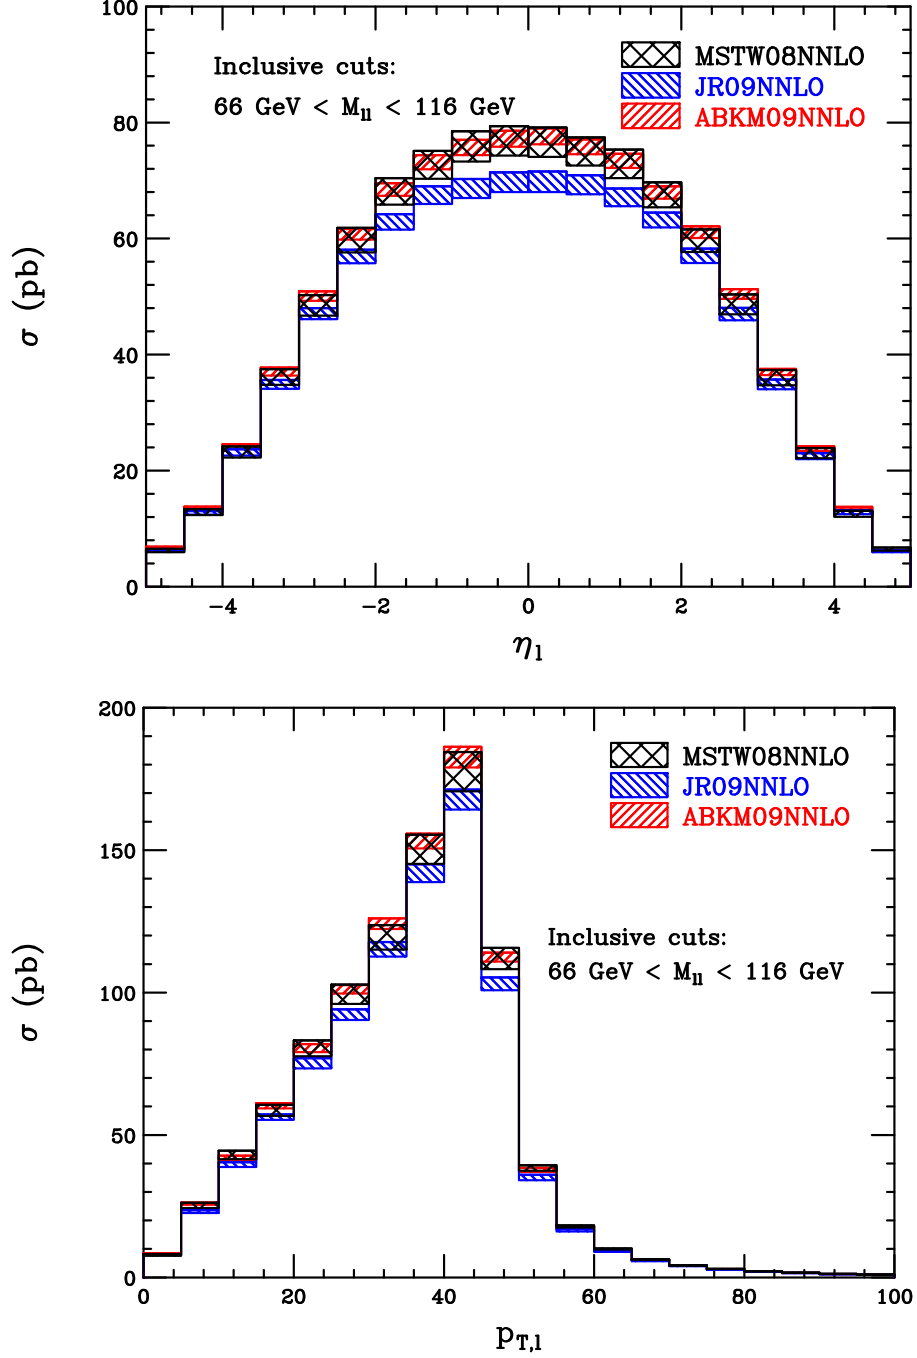 100
80
60
40
20
0
σ (pb)
Inclusive cuts:
66 GeV < M_ll < 116 GeV
MSTW08NNLO
JR09NNLO
ABKM09NNLO
−4 −2 0 2 4
η_l
200
150
100
50
0
σ (pb)
MSTW08NNLO
JR09NNLO
ABKM09NNLO
Inclusive cuts:
66 GeV < M_ll < 116 GeV
0 20 40 60 80 100
p_T,l